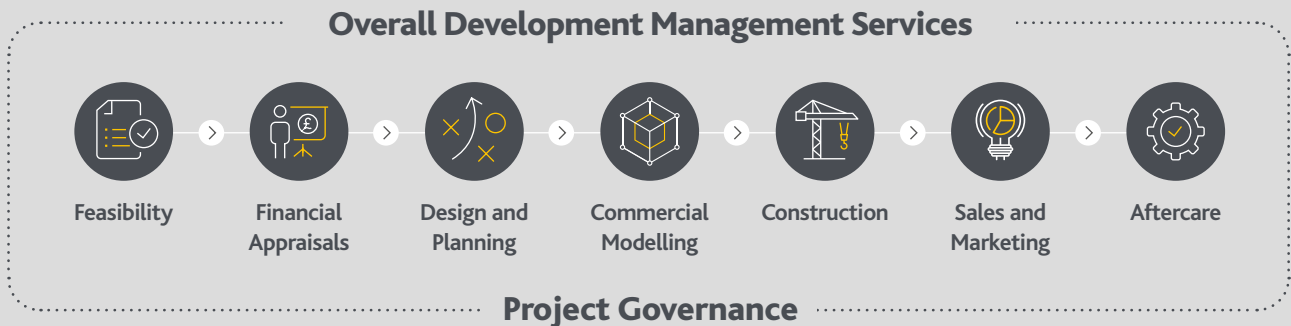 Overall Development Management Services
£
Feasibility
Financial
Appraisals
Design and
Planning
Commercial
Modelling
Construction
Sales and
Marketing
Aftercare
Project Governance